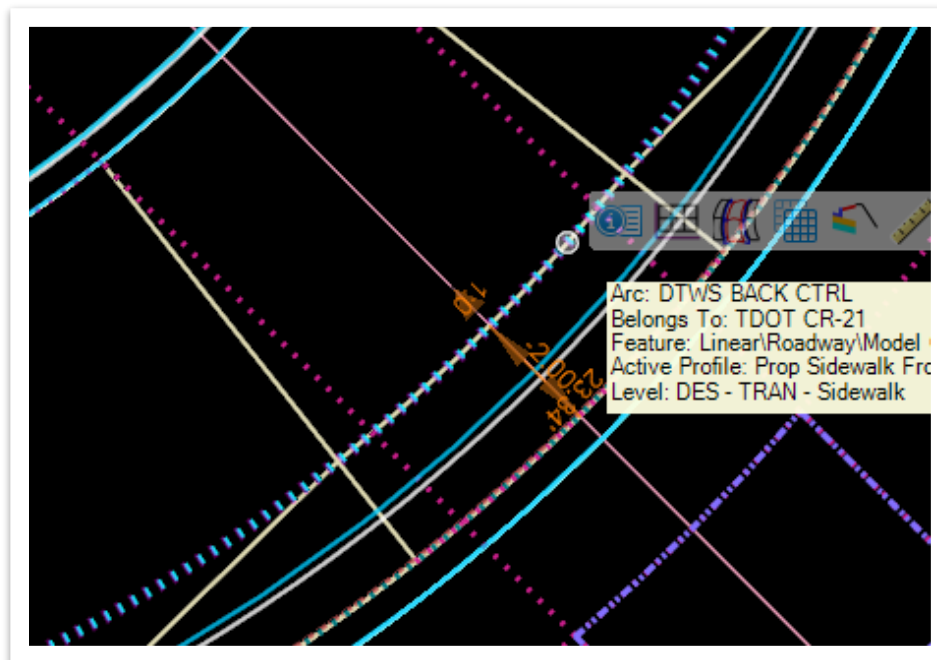 Arc: DTWS BACK CTRL
Belongs To: TDOT CR-21
Feature: Linear\Roadway\Model
Active Profile: Prop Sidewalk Fro
Level: DES - TRAN - Sidewalk